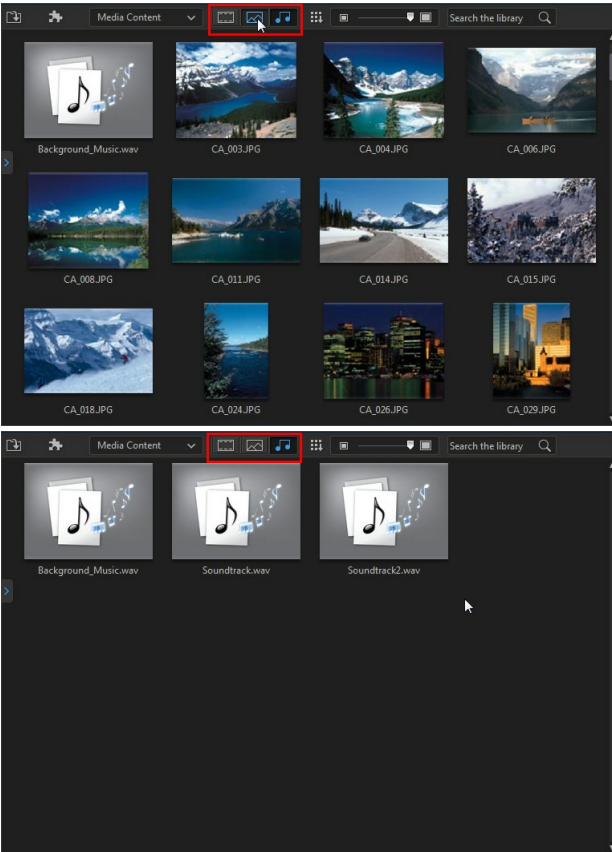 Media Content Search the library
Background_Music.wav CA_003.JPG CA_004.JPG CA_006.JPG
CA_008.JPG CA_011.JPG CA_014.JPG CA_015.JPG
CA_018.JPG CA_024.JPG CA_026.JPG CA_029.JPG
Media Content Search the library
Background_Music.wav Soundtrack.wav Soundtrack2.wav